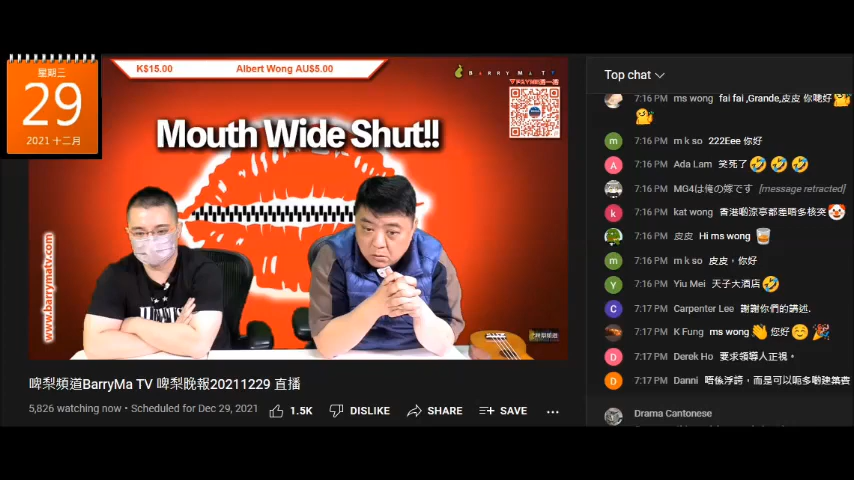 星期三
29
2021 十二月
K$15.00
Albert Wong AU$5.00
BARRYMATV
Mouth Wide Shut!!
www.barrymatv.com
啤梨頻道BarryMa TV 啤梨晚報20211229 直播
5,826 watching now • Scheduled for Dec 29, 2021
1.5K
DISLIKE
SHARE
SAVE
Top chat
7:16 PM ms wong fai fai ,Grande,皮皮 你哋好
7:16 PM m k so 222Eee 你好
7:16 PM Ada Lam 笑死了🤣🤣🤣
7:16 PM MG4は俺の嫁です [message retracted]
7:16 PM kat wong 香港啲涼亭都差唔多核突🤡
7:16 PM 皮皮 Hi ms wong 🥃
7:16 PM m k so 皮皮，你好
7:16 PM Yiu Mei 天子大酒店🤣
7:17 PM Carpenter Lee 謝謝你們的講述.
7:17 PM K Fung ms wong👋 您好☺️🎉
7:17 PM Derek Ho 要求領導人正視。
7:17 PM Danni 唔係浮誇，而是可以呃多啲建築費
Drama Cantonese